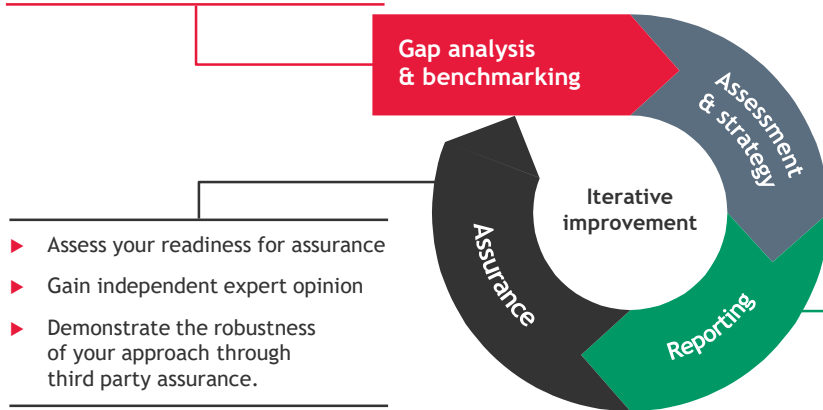 Gap analysis
& benchmarking
Assessment
& strategy
Iterative
improvement
Assurance
Reporting
Assess your readiness for assurance
Gain independent expert opinion
Demonstrate the robustness
of your approach through
third party assurance.